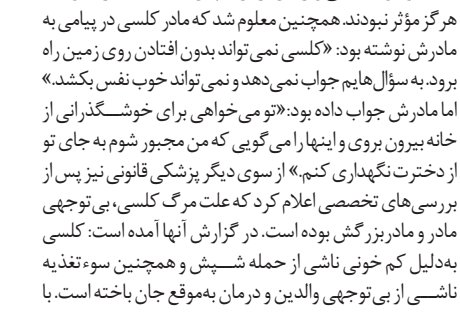 هرگز مؤثر نبودند. همچنین معلوم شد که مادر کلسی در پیامی به
مادرش نوشته بود: «کلسی نمی‌تواند بدون افتادن روی زمین راه
برود. به سؤال‌هایم جواب نمی‌دهد و نمی‌تواند خوب نفس بکشد.»
اما مادرش جواب داده بود: «تو می‌خواهی برای خوشــگذرانی از
خانه بیرون بروی و اینها را می‌گویی که من مجبور شوم به جای تو
از دخترت نگهداری کنم.» از سوی دیگر پزشکی قانونی نیز پس از
بررسی‌های تخصصی اعلام کرد که علت مرگ کلسی، بی‌توجهی
مادر و مادربزرگش بوده است. در گزارش آنها آمده است: کلسی
به‌دلیل کم خونی ناشی از حمله شــپش و همچنین سوءتغذیه
ناشــی از بی‌توجهی والدین و درمان به‌موقع جان باخته است. با